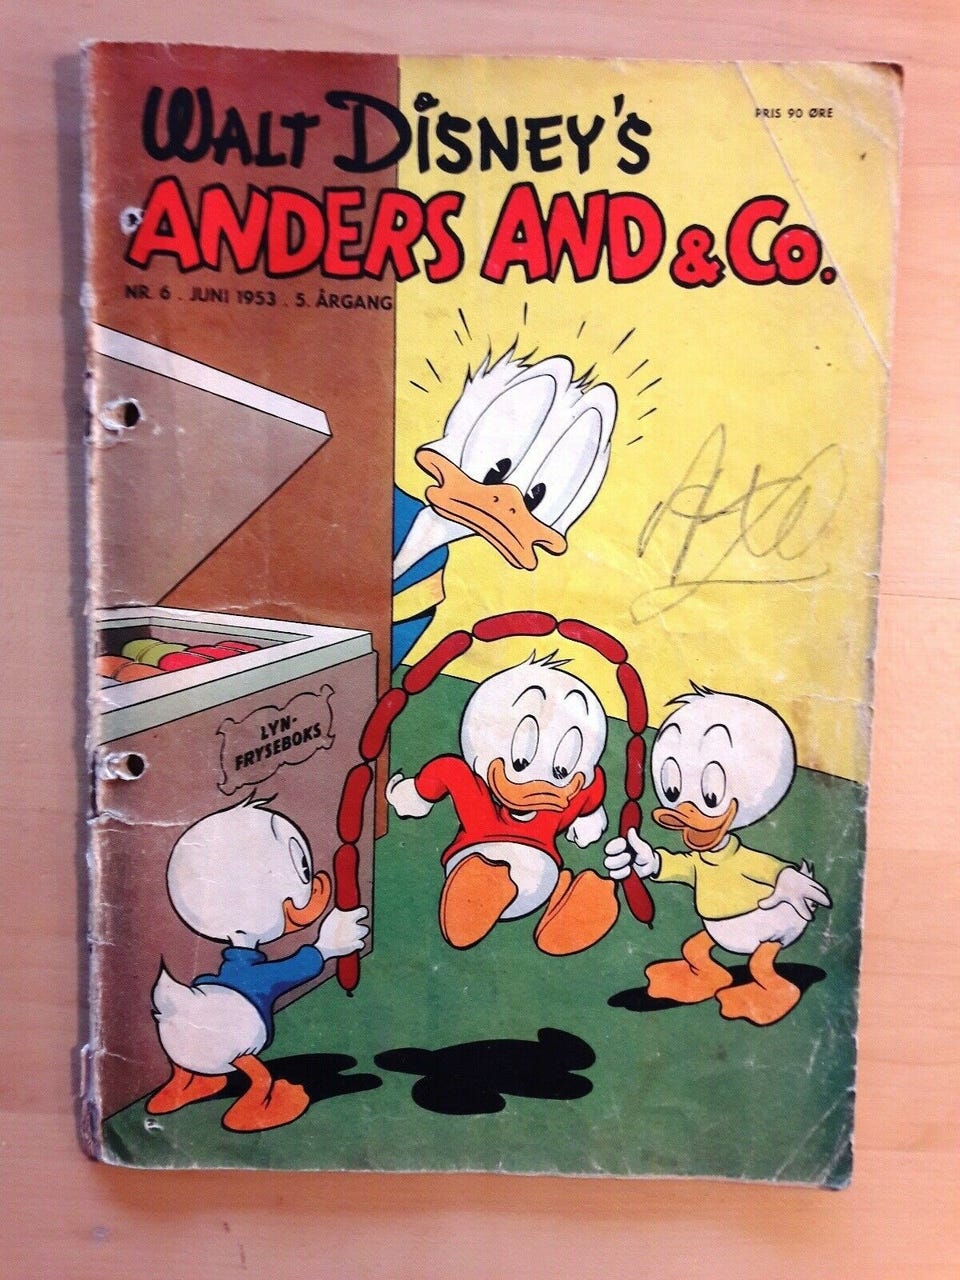 WALT DISNEY'S
PRIS 90 ØRE
ANDERS AND & Co.
NR. 6 . JUNI 1953 . 5. ÅRGANG
LYN-
FRYSEBOKS